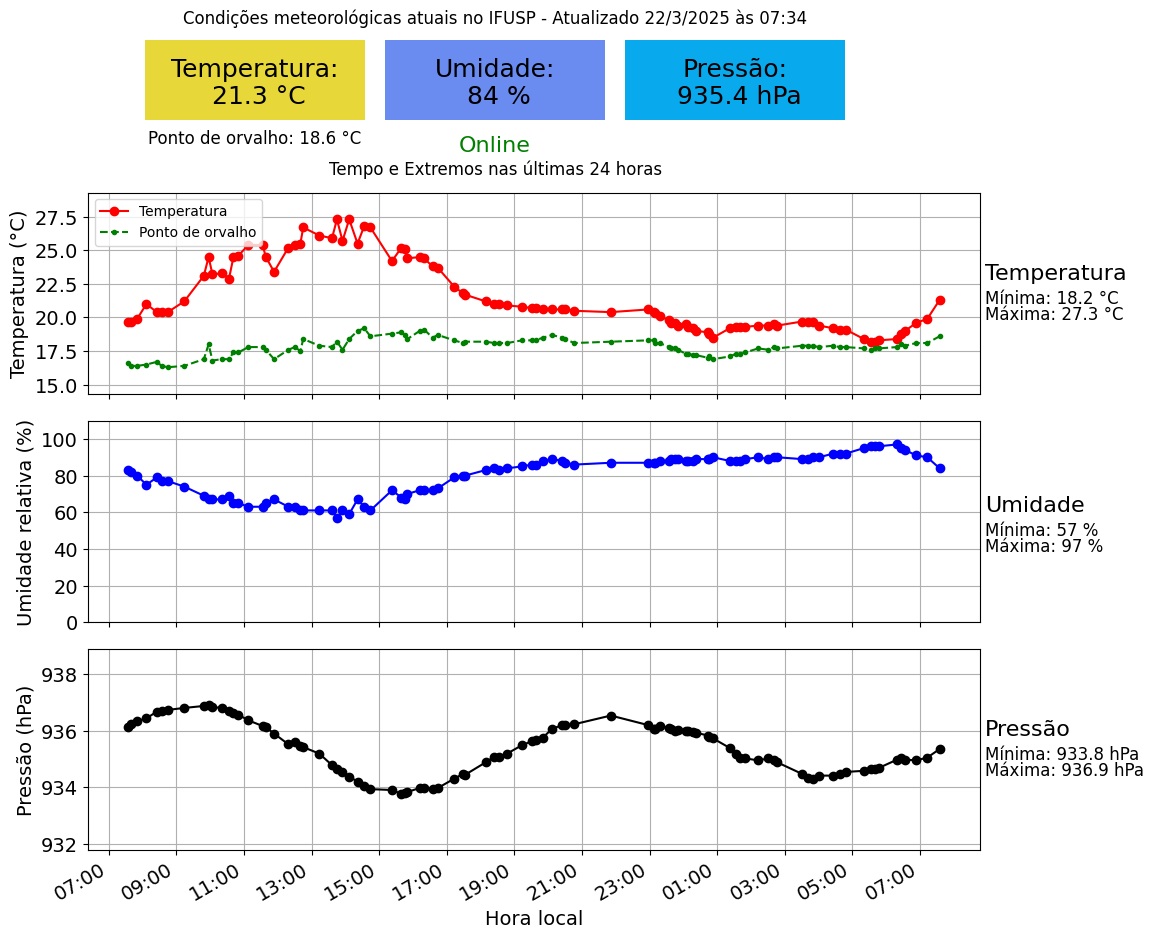 Condições meteorológicas atuais no IFUSP - Atualizado 22/3/2025 às 07:34
Temperatura:
21.3 °C
Umidade:
84 %
Pressão:
935.4 hPa
Ponto de orvalho: 18.6 °C
Online
Tempo e Extremos nas últimas 24 horas
Temperatura (°C)
27.5
25.0
22.5
20.0
17.5
15.0
Temperatura
Ponto de orvalho
Temperatura
Mínima: 18.2 °C
Máxima: 27.3 °C
Umidade relativa (%)
100
80
60
40
20
0
Umidade
Mínima: 57 %
Máxima: 97 %
Pressão (hPa)
938
936
934
932
Pressão
Mínima: 933.8 hPa
Máxima: 936.9 hPa
07:00
09:00
11:00
13:00
15:00
17:00
19:00
21:00
23:00
01:00
03:00
05:00
07:00
Hora local